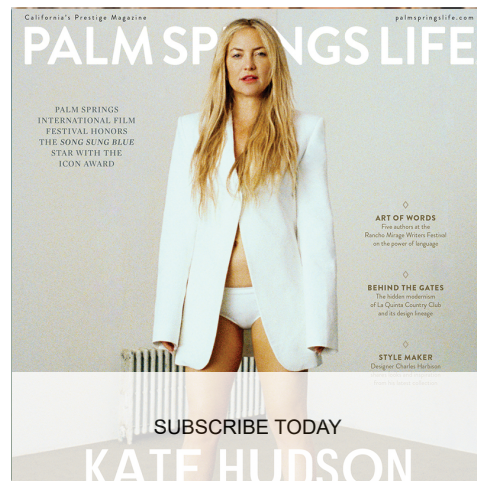 California's Prestige Magazine
palmspringslife.com
PALM SPRINGS LIFE
PALM SPRINGS
INTERNATIONAL FILM
FESTIVAL HONORS
THE SONG SUNG BLUE
STAR WITH THE
ICON AWARD
ART OF WORDS
Five authors at the
Rancho Mirage Writers Festival
on the power of language
BEHIND THE GATES
The hidden modernism
of La Quinta Country Club
and its design lineage
STYLE MAKER
Designer Charles Harbison
SUBSCRIBE TODAY
KATE HUDSON